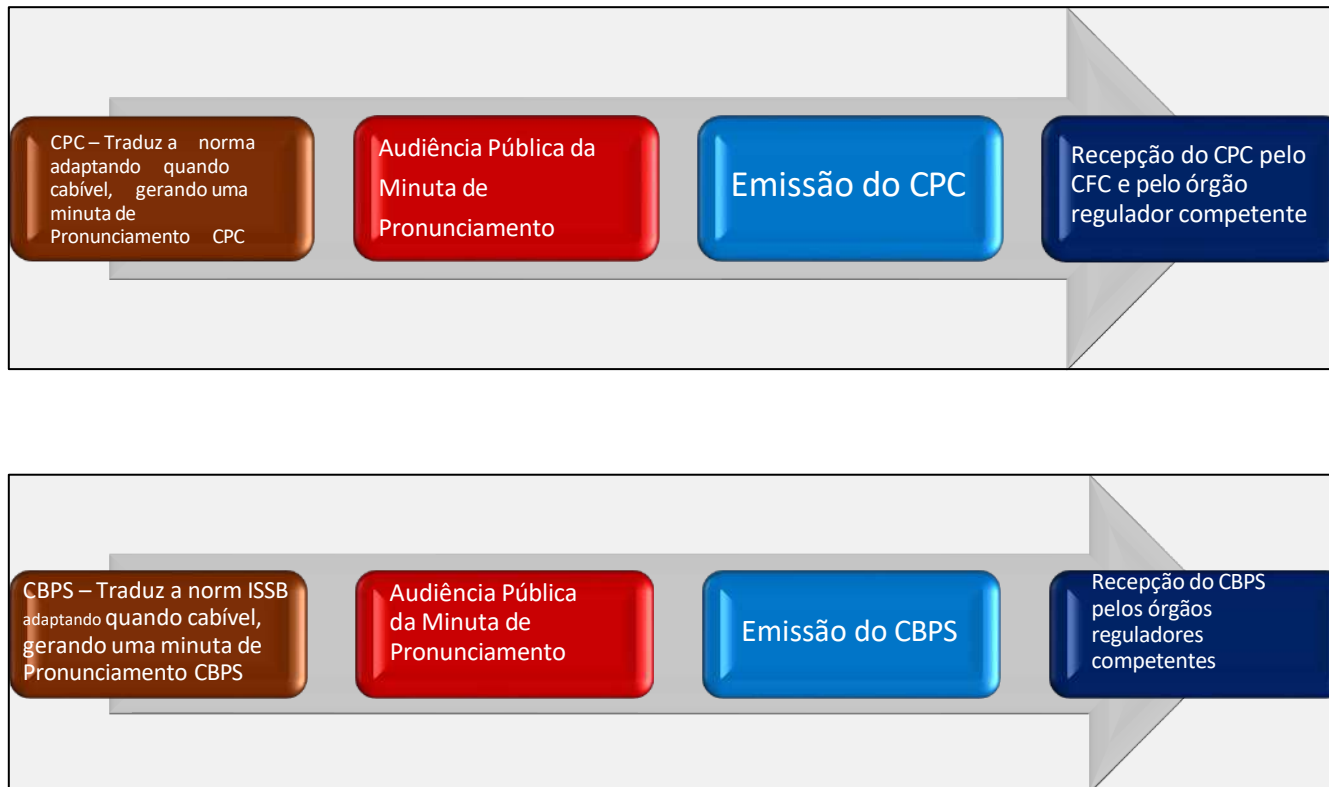 CPC – Traduz a norma
adaptando quando
cabível, gerando uma
minuta de
Pronunciamento CPC
Audiência Pública da
Minuta de
Pronunciamento
Emissão do CPC
Recepção do CPC pelo
CFC e pelo órgão
regulador competente
CBPS – Traduz a norm ISSB
adaptando quando cabível,
gerando uma minuta de
Pronunciamento CBPS
Audiência Pública
da Minuta de
Pronunciamento
Emissão do CBPS
Recepção do CBPS
pelos órgãos
reguladores
competentes